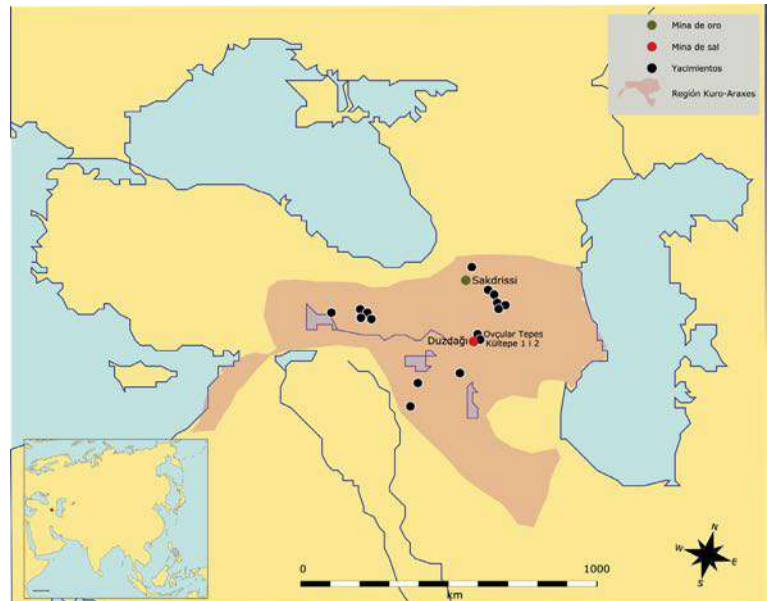 Mina de oro
Mina de sal
Yacimientos
Región Kuro-Araxes
Sakdrissi
Ovçular Tepes
Duzdaği
Kültepe 1 i 2
N
W
E
S
0
1000
km